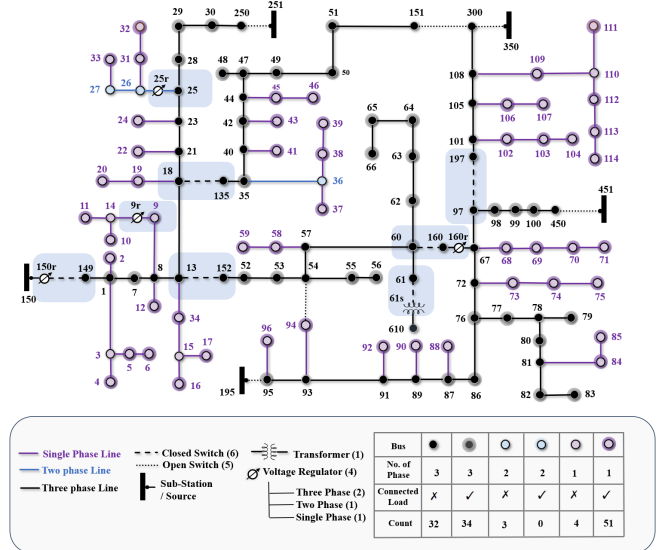 29 30 250 251
32
51 151 300
350
111
33 31 28
25r
27 26 25
48 47 49 50
108 109 110
44 45 46
24 23
42 43
65 64
105 106 107
112
39
22 21
40 41
38
66 63
101 102 103 104
113
197
114
20 19 18
135 35 36
37
62
11 14 9r 9
10
59 58 57
60 160 160r
97 98 99 100 450 451
67 68 69 70 71
2
150r 149
150
1 7 8 13 152 52 53 54 55 56
61
61s
610
72 73 74 75
12
34
96 94
92 90 88
76 77 78 79
80
85
3 5 6
15 17
81 84
4
16
195 95 93 91 89 87 86
82 83
Single Phase Line
Two phase Line
Three phase Line
Closed Switch (6)
Open Switch (5)
Sub-Station
/ Source
Transformer (1)
Voltage Regulator (4)
Three Phase (2)
Two Phase (1)
Single Phase (1)
Bus
No. of
Phase 3 3 2 2 1 1
Connected
Load ✗ ✓ ✗ ✓ ✗ ✓
Count 32 34 3 0 4 51